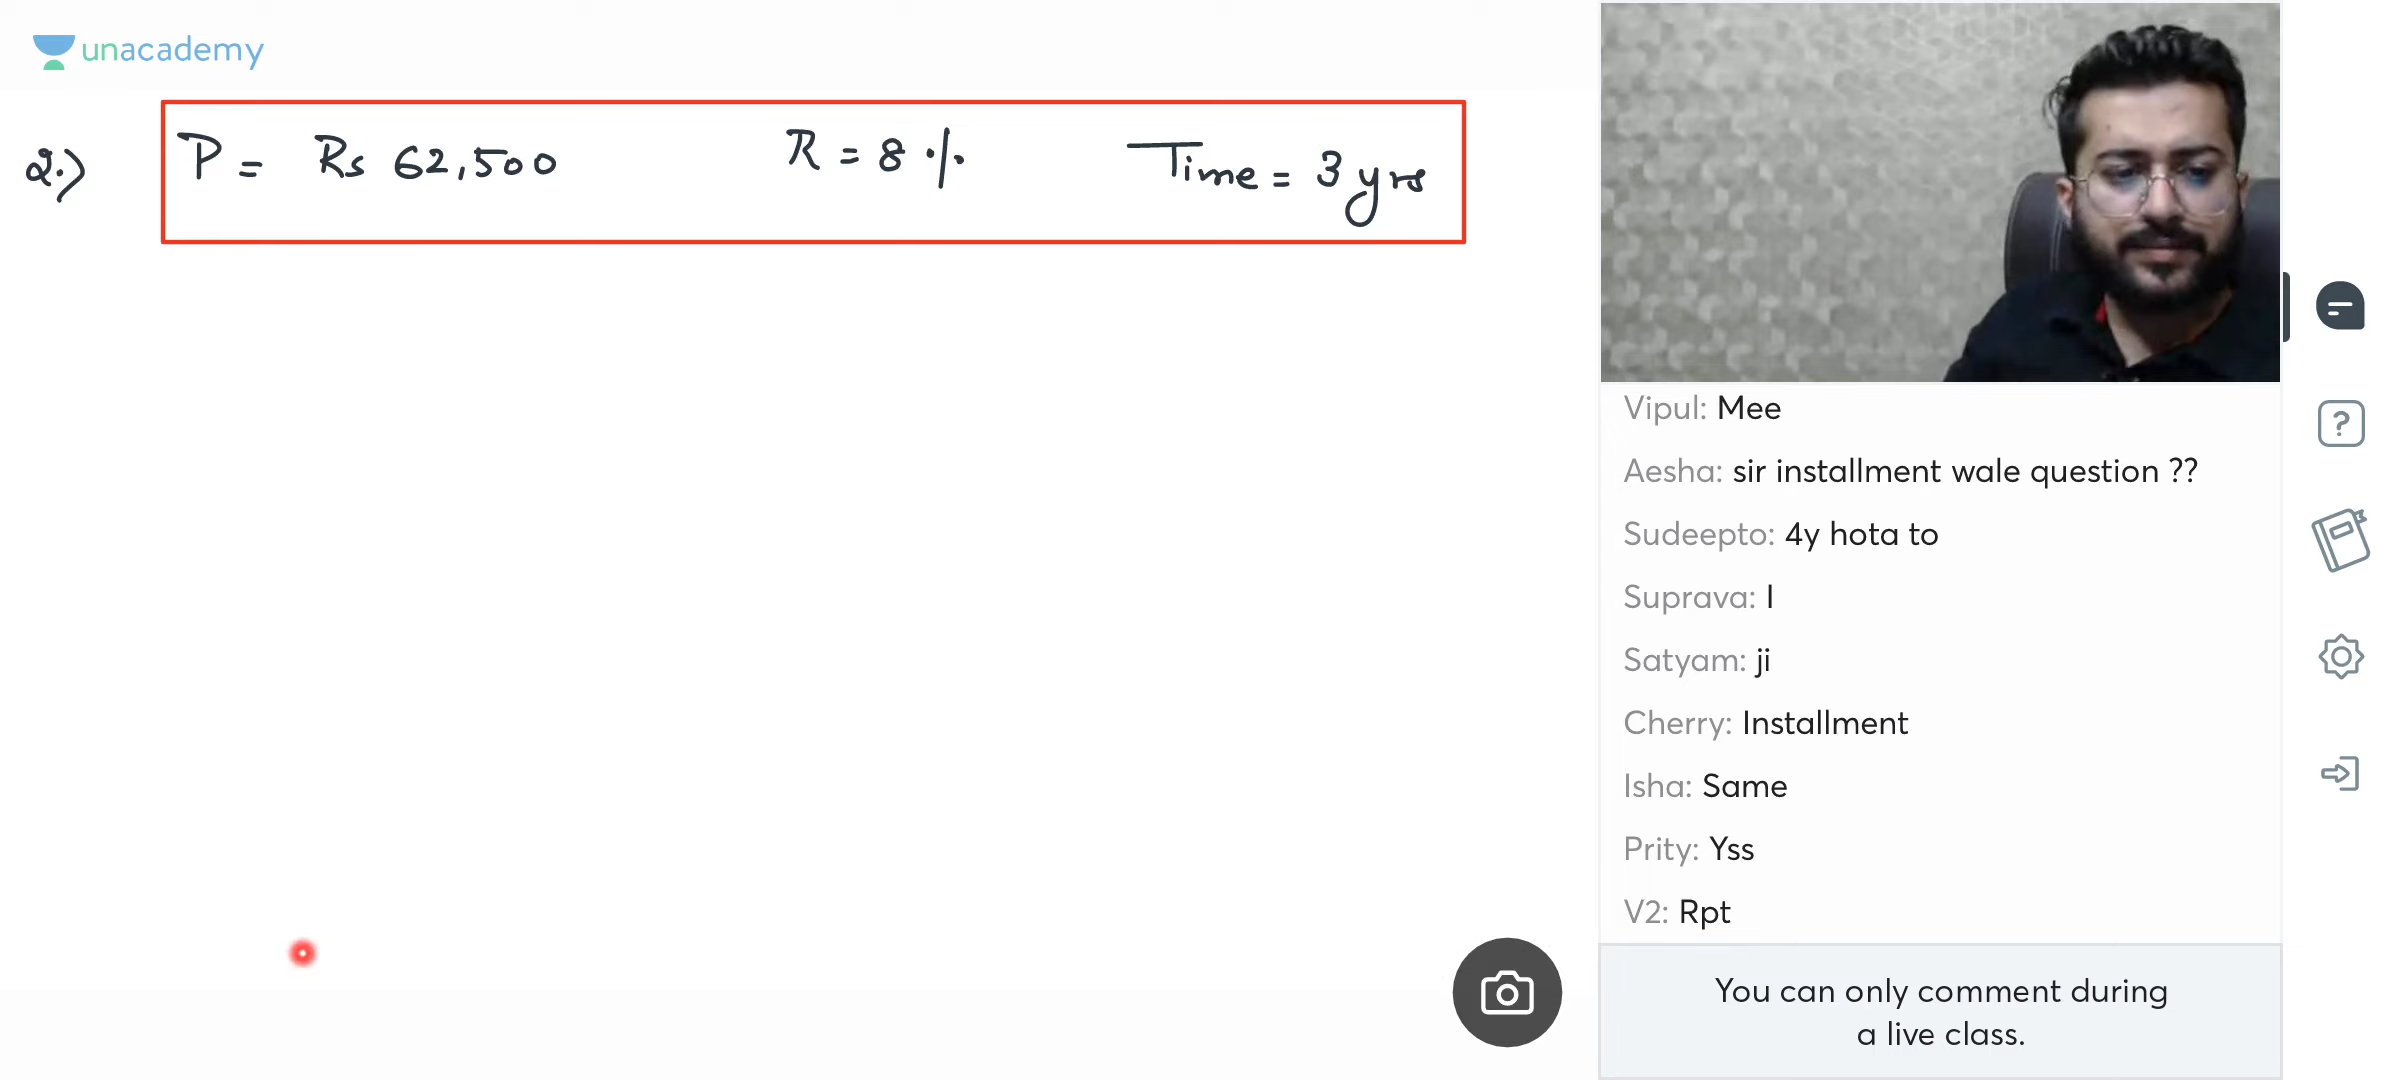 unacademy
2.) P = Rs 62,500 R = 8 % Time = 3 yrs
Vipul: Mee
Aesha: sir installment wale question ??
Sudeepto: 4y hota to
Suprava: I
Satyam: ji
Cherry: Installment
Isha: Same
Prity: Yss
V2: Rpt
You can only comment during
a live class.
?